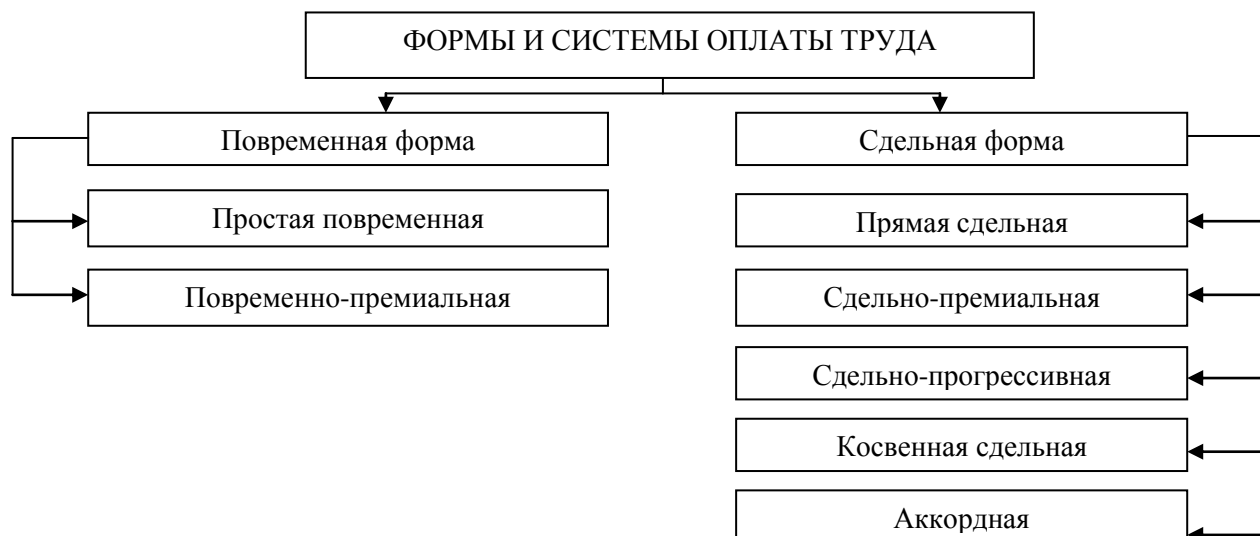 ФОРМЫ И СИСТЕМЫ ОПЛАТЫ ТРУДА
Повременная форма
Простая повременная
Повременно-премиальная
Сдельная форма
Прямая сдельная
Сдельно-премиальная
Сдельно-прогрессивная
Косвенная сдельная
Аккордная